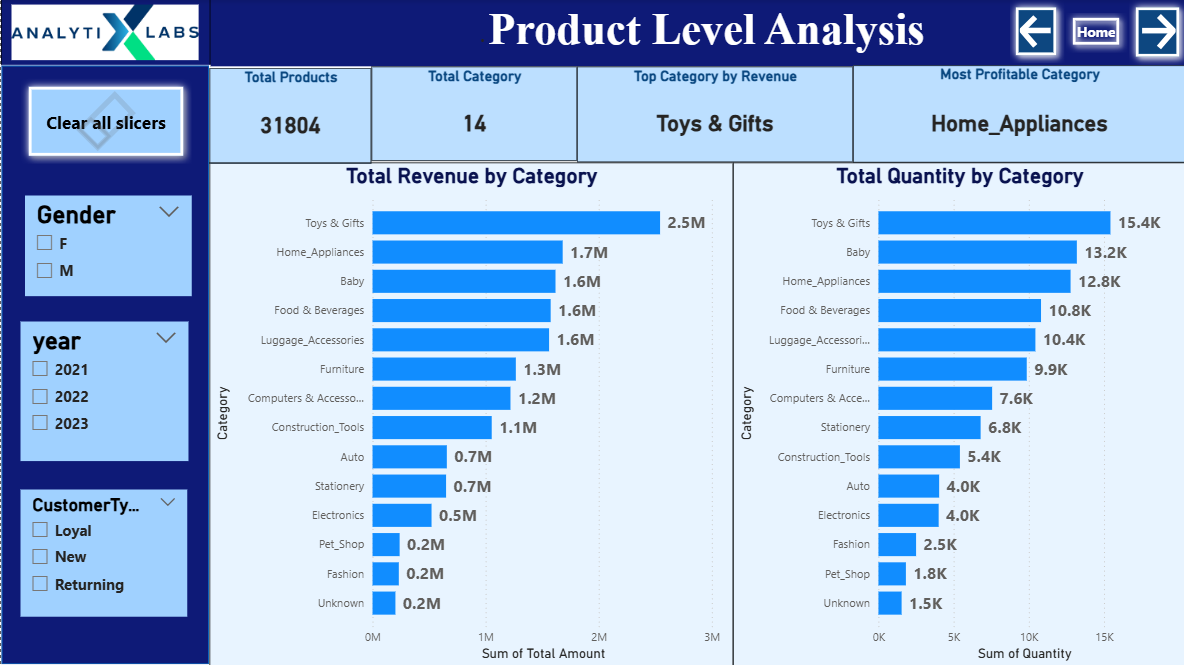 ANALYTIX LABS
Product Level Analysis
Home
Clear all slicers
Gender
F
M
year
2021
2022
2023
CustomerTy...
Loyal
New
Returning
Total Products
31804
Total Category
14
Top Category by Revenue
Toys & Gifts
Most Profitable Category
Home_Appliances
Total Revenue by Category
Category
Toys & Gifts 2.5M
Home_Appliances 1.7M
Baby 1.6M
Food & Beverages 1.6M
Luggage_Accessories 1.6M
Furniture 1.3M
Computers & Accesso... 1.2M
Construction_Tools 1.1M
Auto 0.7M
Stationery 0.7M
Electronics 0.5M
Pet_Shop 0.2M
Fashion 0.2M
Unknown 0.2M
0M 1M 2M 3M
Sum of Total Amount
Total Quantity by Category
Category
Toys & Gifts 15.4K
Baby 13.2K
Home_Appliances 12.8K
Food & Beverages 10.8K
Luggage_Accessori... 10.4K
Furniture 9.9K
Computers & Acce... 7.6K
Stationery 6.8K
Construction_Tools 5.4K
Auto 4.0K
Electronics 4.0K
Fashion 2.5K
Pet_Shop 1.8K
Unknown 1.5K
0K 5K 10K 15K
Sum of Quantity